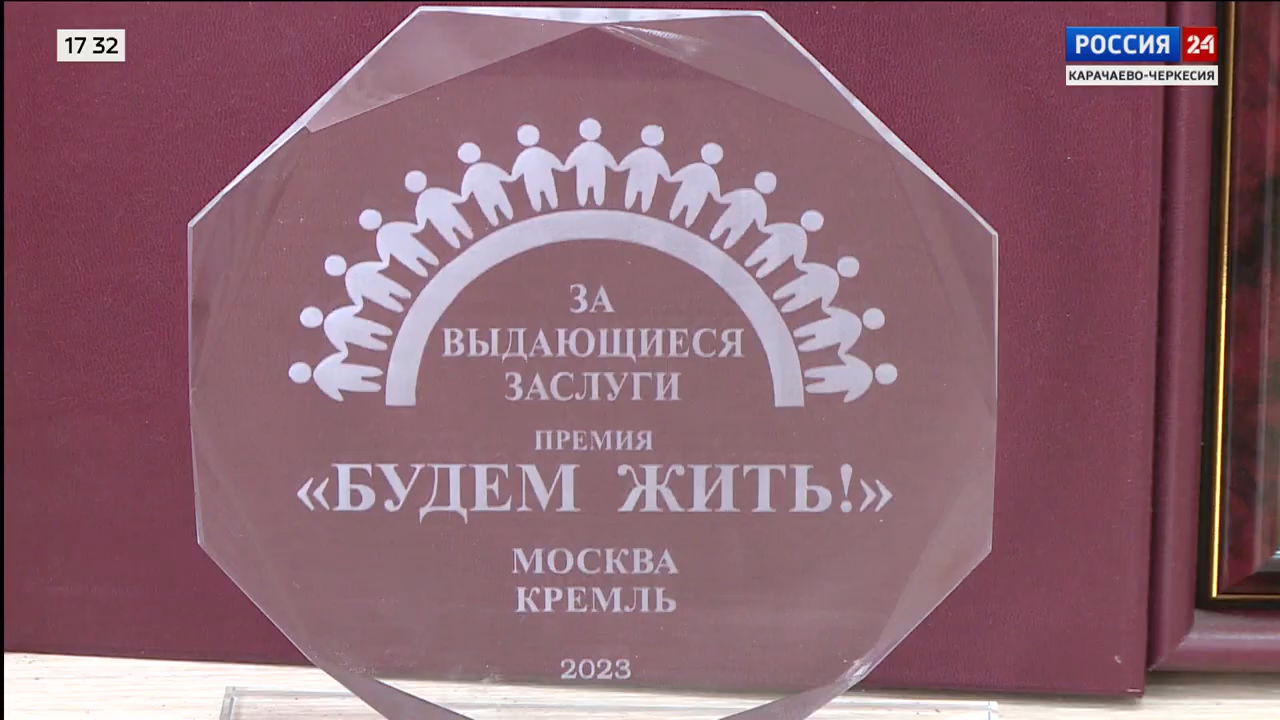 17 32
РОССИЯ 24
КАРАЧАЕВО-ЧЕРКЕСИЯ
ЗА
ВЫДАЮЩИЕСЯ
ЗАСЛУГИ
ПРЕМИЯ
«БУДЕМ ЖИТЬ!»
МОСКВА
КРЕМЛЬ
2023